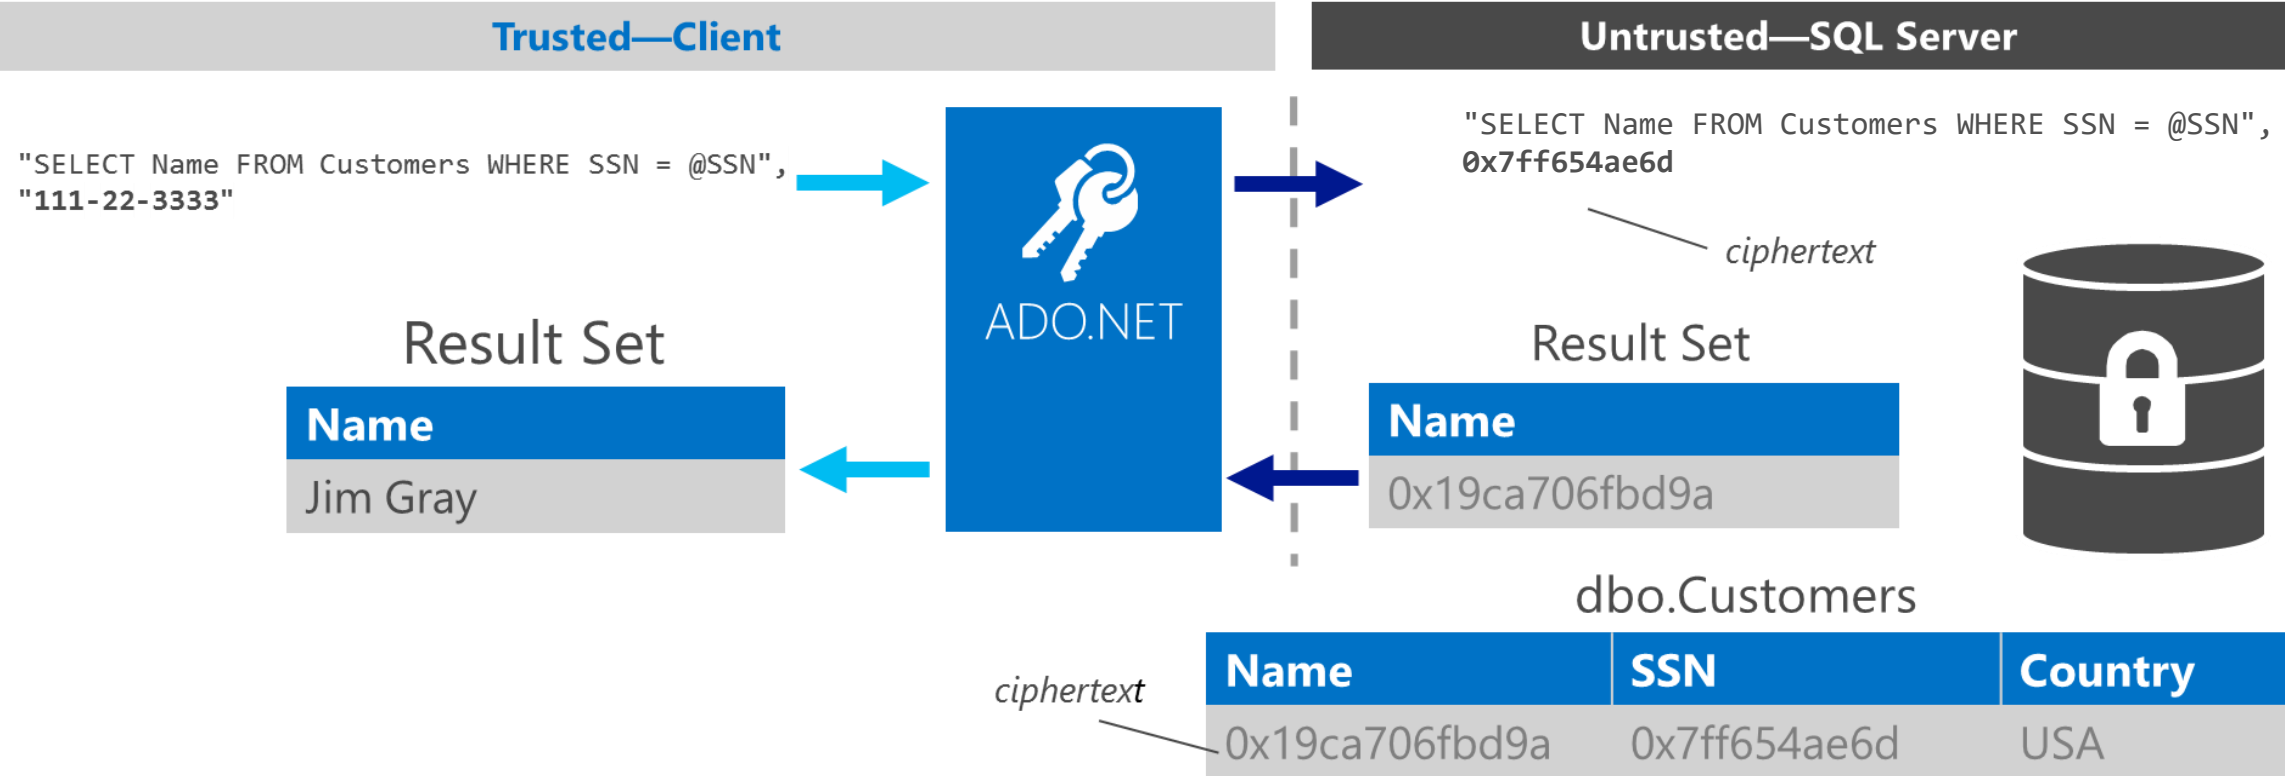 Trusted—Client
Untrusted—SQL Server
"SELECT Name FROM Customers WHERE SSN = @SSN",
"111-22-3333"
ADO.NET
"SELECT Name FROM Customers WHERE SSN = @SSN",
0x7ff654ae6d
ciphertext
Result Set
Name
Jim Gray
Result Set
Name
0x19ca706fbd9a
dbo.Customers
ciphertext
Name SSN Country
0x19ca706fbd9a 0x7ff654ae6d USA